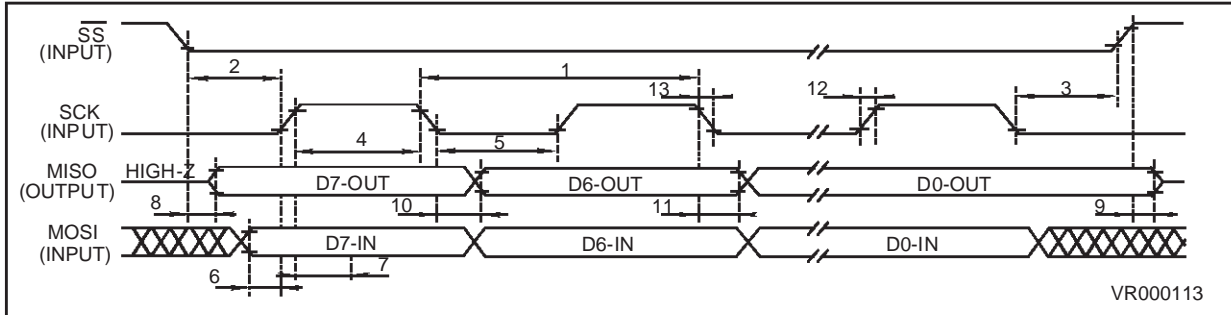 SS
(INPUT)
2
1
13
12
3
SCK
(INPUT)
4
5
MISO
(OUTPUT)
HIGH-Z
D7-OUT
D6-OUT
D0-OUT
8
10
11
9
MOSI
(INPUT)
D7-IN
D6-IN
D0-IN
6
7
VR000113